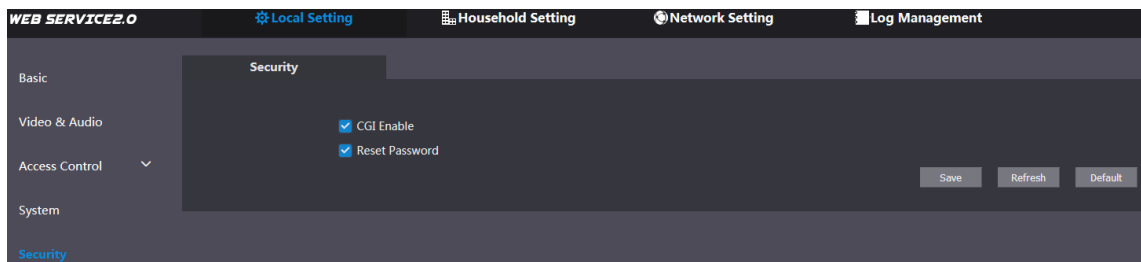 WEB SERVICE2.0 Local Setting Household Setting Network Setting Log Management
Basic
Video & Audio
Access Control
System
Security
Security
CGI Enable
Reset Password
Save Refresh Default